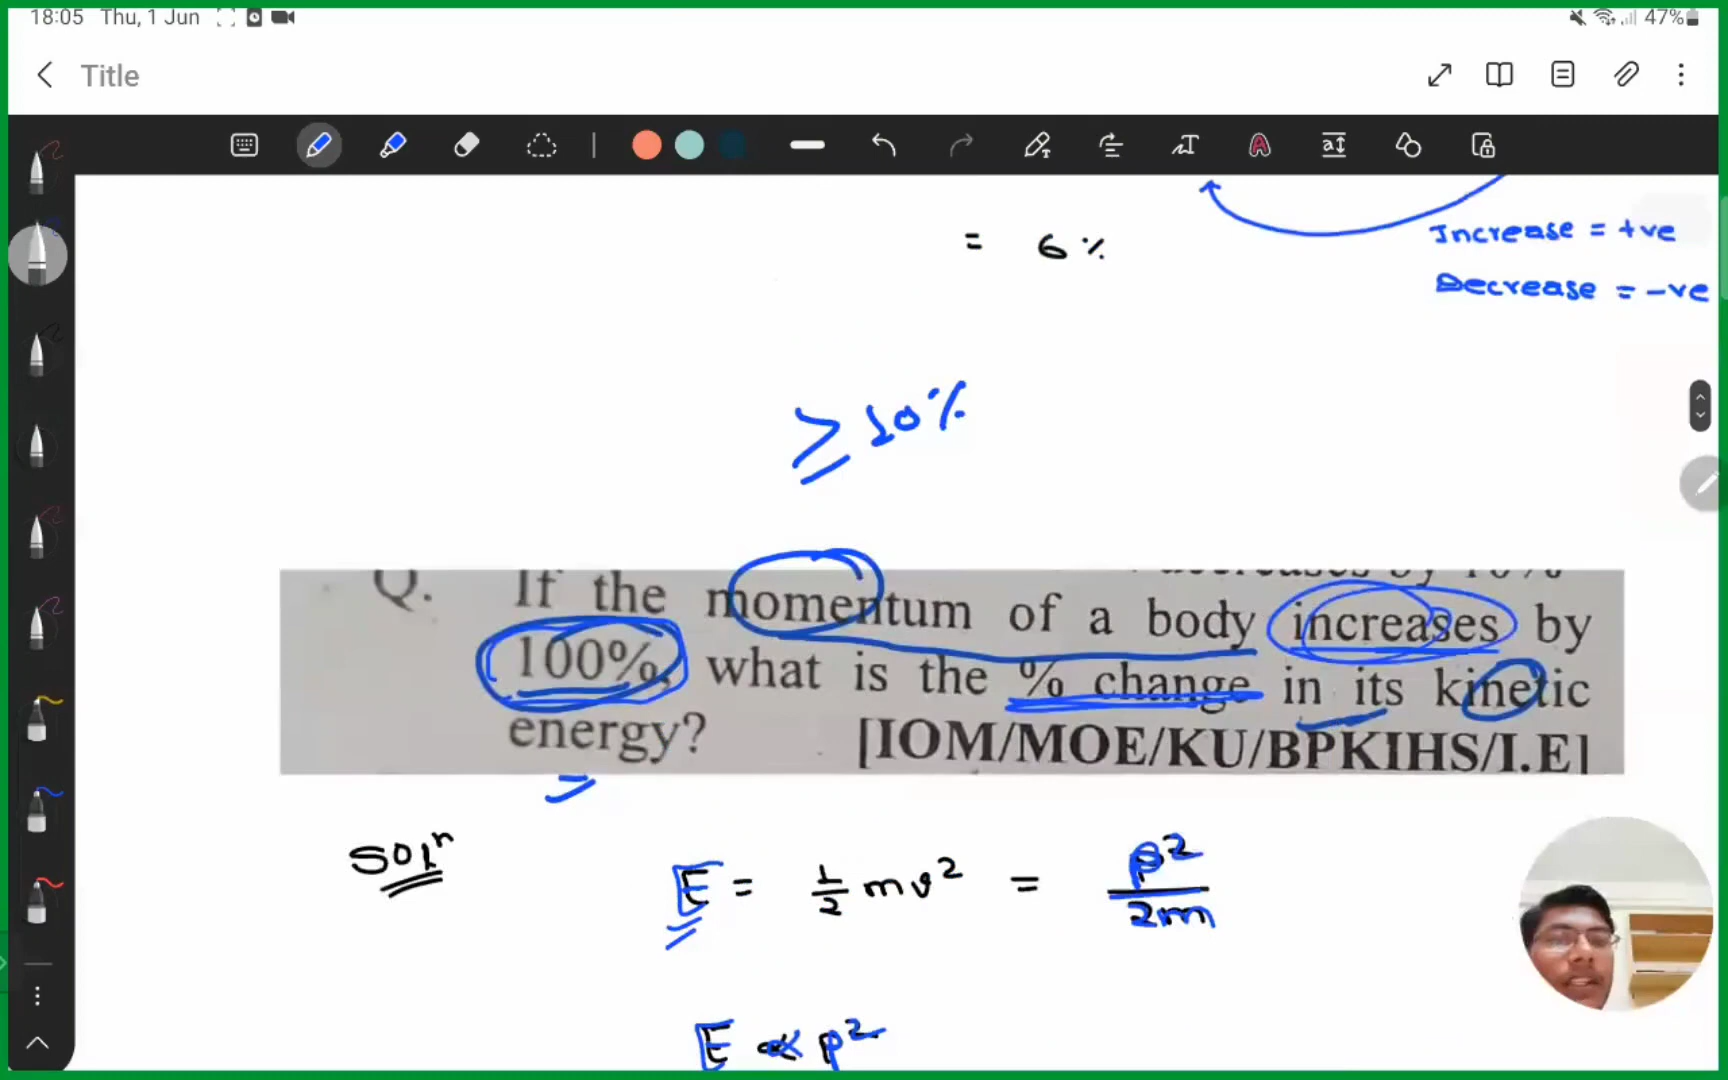 18:05 Thu, 1 Jun
47%
Title
= 6 %
Increase = +ve
Decrease = -ve
≥ 10%
Q. If the momentum of a body increases by
100%, what is the % change in its kinetic
energy? [IOM/MOE/KU/BPKIHS/I.E]
Solⁿ
E = 1/2 mv² = p²/2m
E ∝ p²